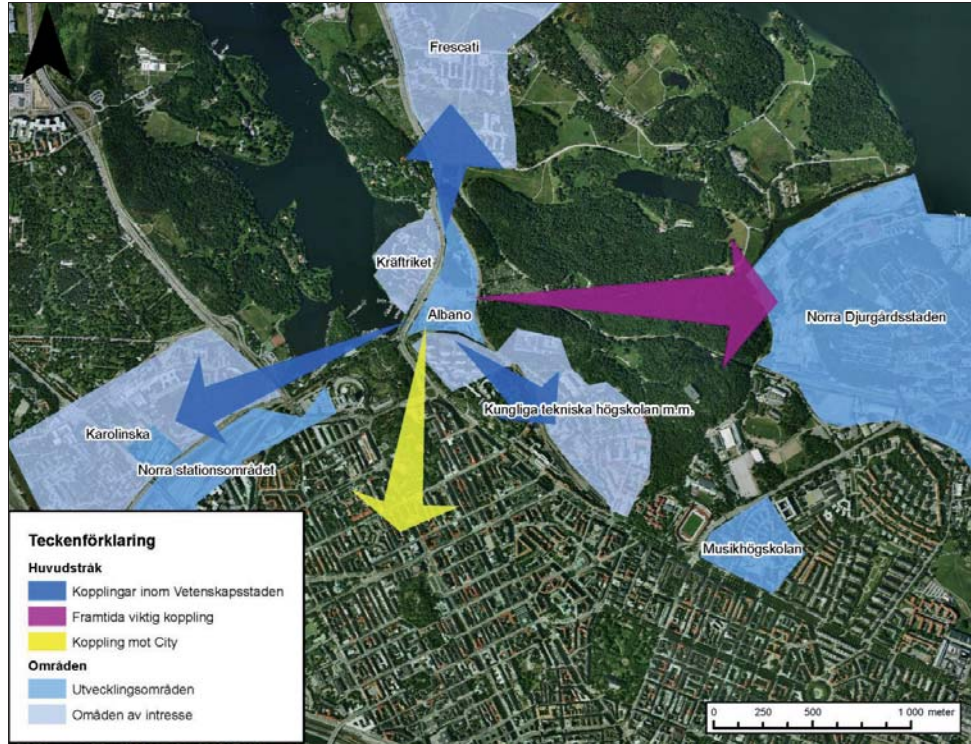 Frescati
Kräftriket
Albano
Norra Djurgårdsstaden
Kungliga tekniska högskolan m.m.
Karolinska
Norra stationsområdet
Musikhögskolan
Teckenförklaring
Huvudstråk
Kopplingar inom Vetenskapsstaden
Framtida viktig koppling
Koppling mot City
Områden
Utvecklingsområden
Omåden av intresse
0 250 500 1 000 meter